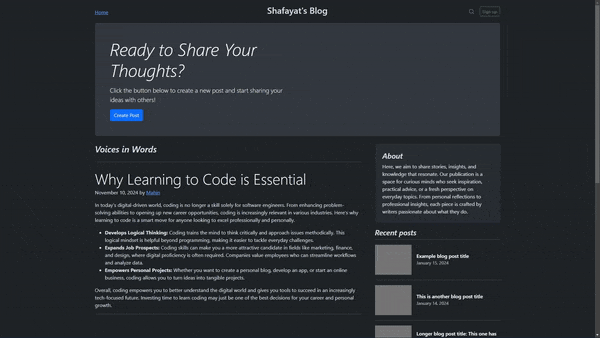 Home
Shafayat's Blog
Sign up
Ready to Share Your
Thoughts?
Click the button below to create a new post and start sharing
your ideas with others!
Create Post
Voices in Words
Why Learning to Code is Essential
November 10, 2024 by Mahin
In today's digital-driven world, coding is no longer a skill solely for software engineers. From enhancing problem-
solving abilities to opening up new career opportunities, coding is increasingly relevant in various industries. Here's why
learning to code is a smart move for anyone looking to excel professionally and personally.
Develops Logical Thinking: Coding trains the mind to think critically and approach issues methodically. This
logical mindset is helpful beyond programming, making it easier to tackle everyday challenges.
Expands Job Prospects: Coding skills can make you a more attractive candidate in fields like marketing, finance,
and design, where digital proficiency is often required. Companies value employees who can streamline workflows
and analyze data.
Empowers Personal Projects: Whether you want to create a personal blog, develop an app, or start an online
business, coding allows you to turn ideas into tangible projects.
Overall, coding empowers you to better understand the digital world and gives you tools to succeed in an increasingly
tech-focused future. Investing time to learn coding may just be one of the best decisions for your career and personal
growth.
About
Here, we aim to share stories, insights, and
knowledge that resonate. Our publication is a
space for curious minds who seek inspiration,
practical advice, or a fresh perspective on
everyday topics. From personal reflections to
professional insights, each piece is crafted by
writers passionate about what they do.
Recent posts
Example blog post title
January 15, 2024
This is another blog post title
January 14, 2024
Longer blog post title: This one has